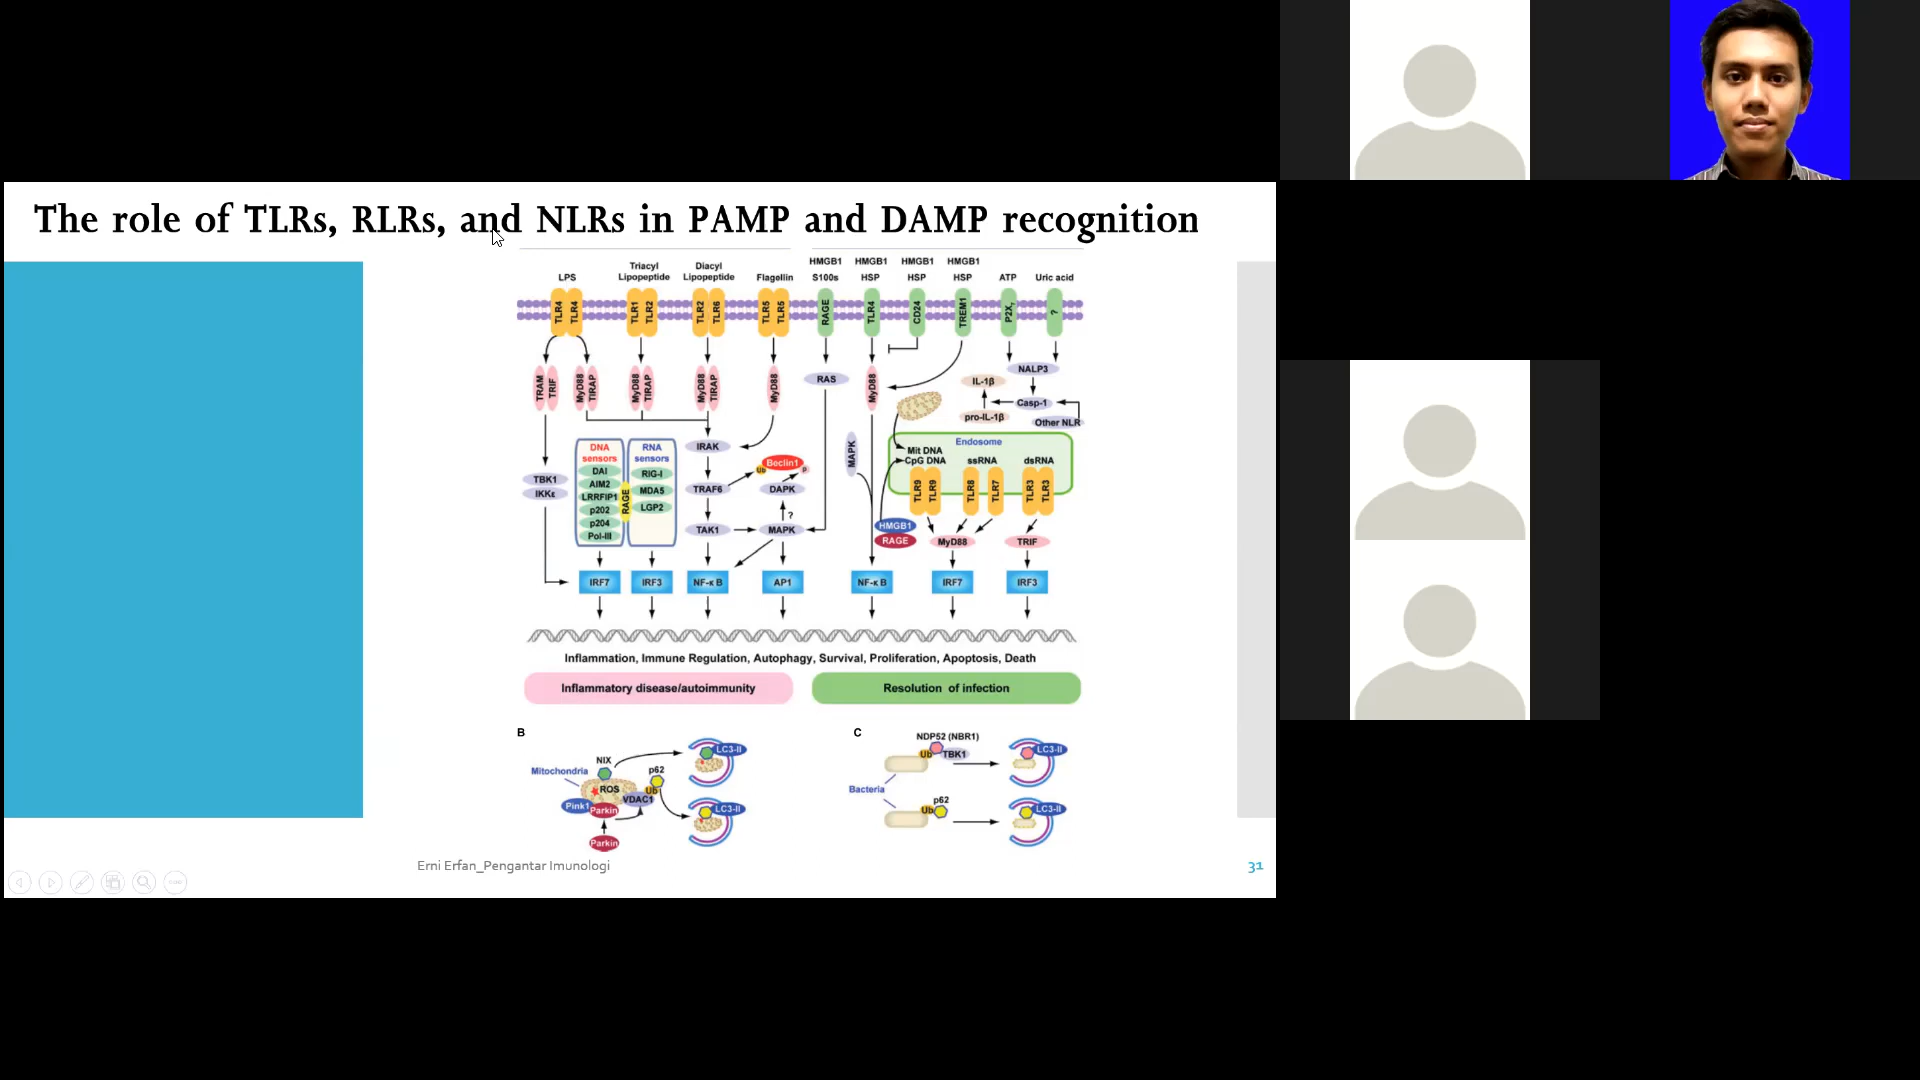 The role of TLRs, RLRs, and NLRs in PAMP and DAMP recognition
HMGB1 HMGB1 HMGB1 HMGB1
LPS Triacyl Lipopeptide Diacyl Lipopeptide Flagellin S100s HSP HSP HSP ATP Uric acid
TLR4 TLR4 TLR1 TLR2 TLR2 TLR6 TLR5 TLR5 RAGE TLR4 CD24 TREM1 P2X7 ?
TRAM TRIF MyD88 TIRAP MyD88 TIRAP MyD88 TIRAP MyD88 RAS MyD88
NALP3
IL-1β
Casp-1
pro-IL-1β
Other NLR
DNA sensors
DAI
AIM2
LRRFIP1
p202
p204
Pol-III
RAGE
RNA sensors
RIG-I
MDA5
LGP2
TBK1
IKKε
IRAK
TRAF6
TAK1
Ub Beclin1 P
DAPK
?
MAPK
MAPK
Endosome
Mit DNA
CpG DNA ssRNA dsRNA
TLR9 TLR9 TLR8 TLR7 TLR3 TLR3
HMGB1
RAGE
MyD88 TRIF
IRF7 IRF3 NF-κB AP1 NF-κB IRF7 IRF3
Inflammation, Immune Regulation, Autophagy, Survival, Proliferation, Apoptosis, Death
Inflammatory disease/autoimmunity Resolution of infection
B
NIX
Mitochondria
ROS
p62
Ub
VDAC1
Pink1
Parkin
Parkin
LC3-II
LC3-II
C
NDP52 (NBR1)
Ub TBK1
LC3-II
Bacteria
p62
Ub
LC3-II
Erni Erfan_Pengantar Imunologi
31